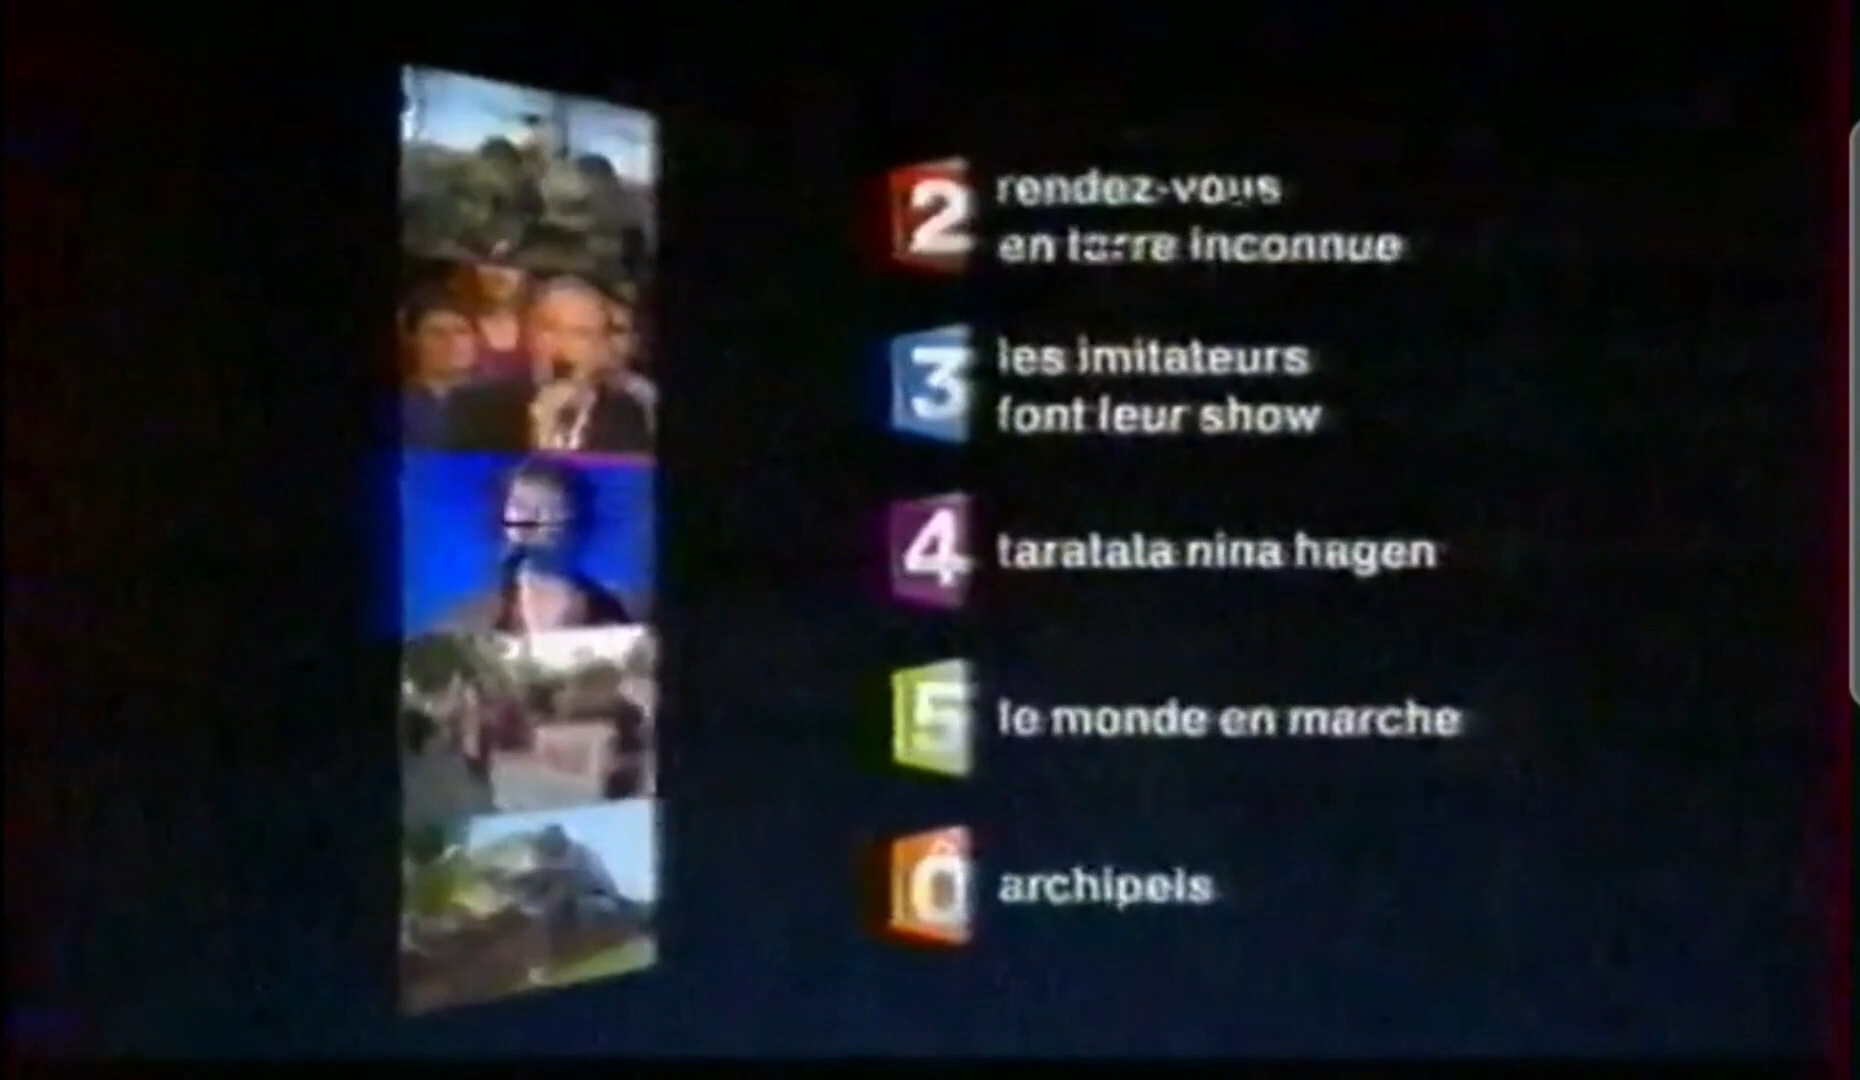 2 rendez-vous
en terre inconnue
3 les imitateurs
font leur show
4 taratata nina hagen
5 le monde en marche
ô archipels